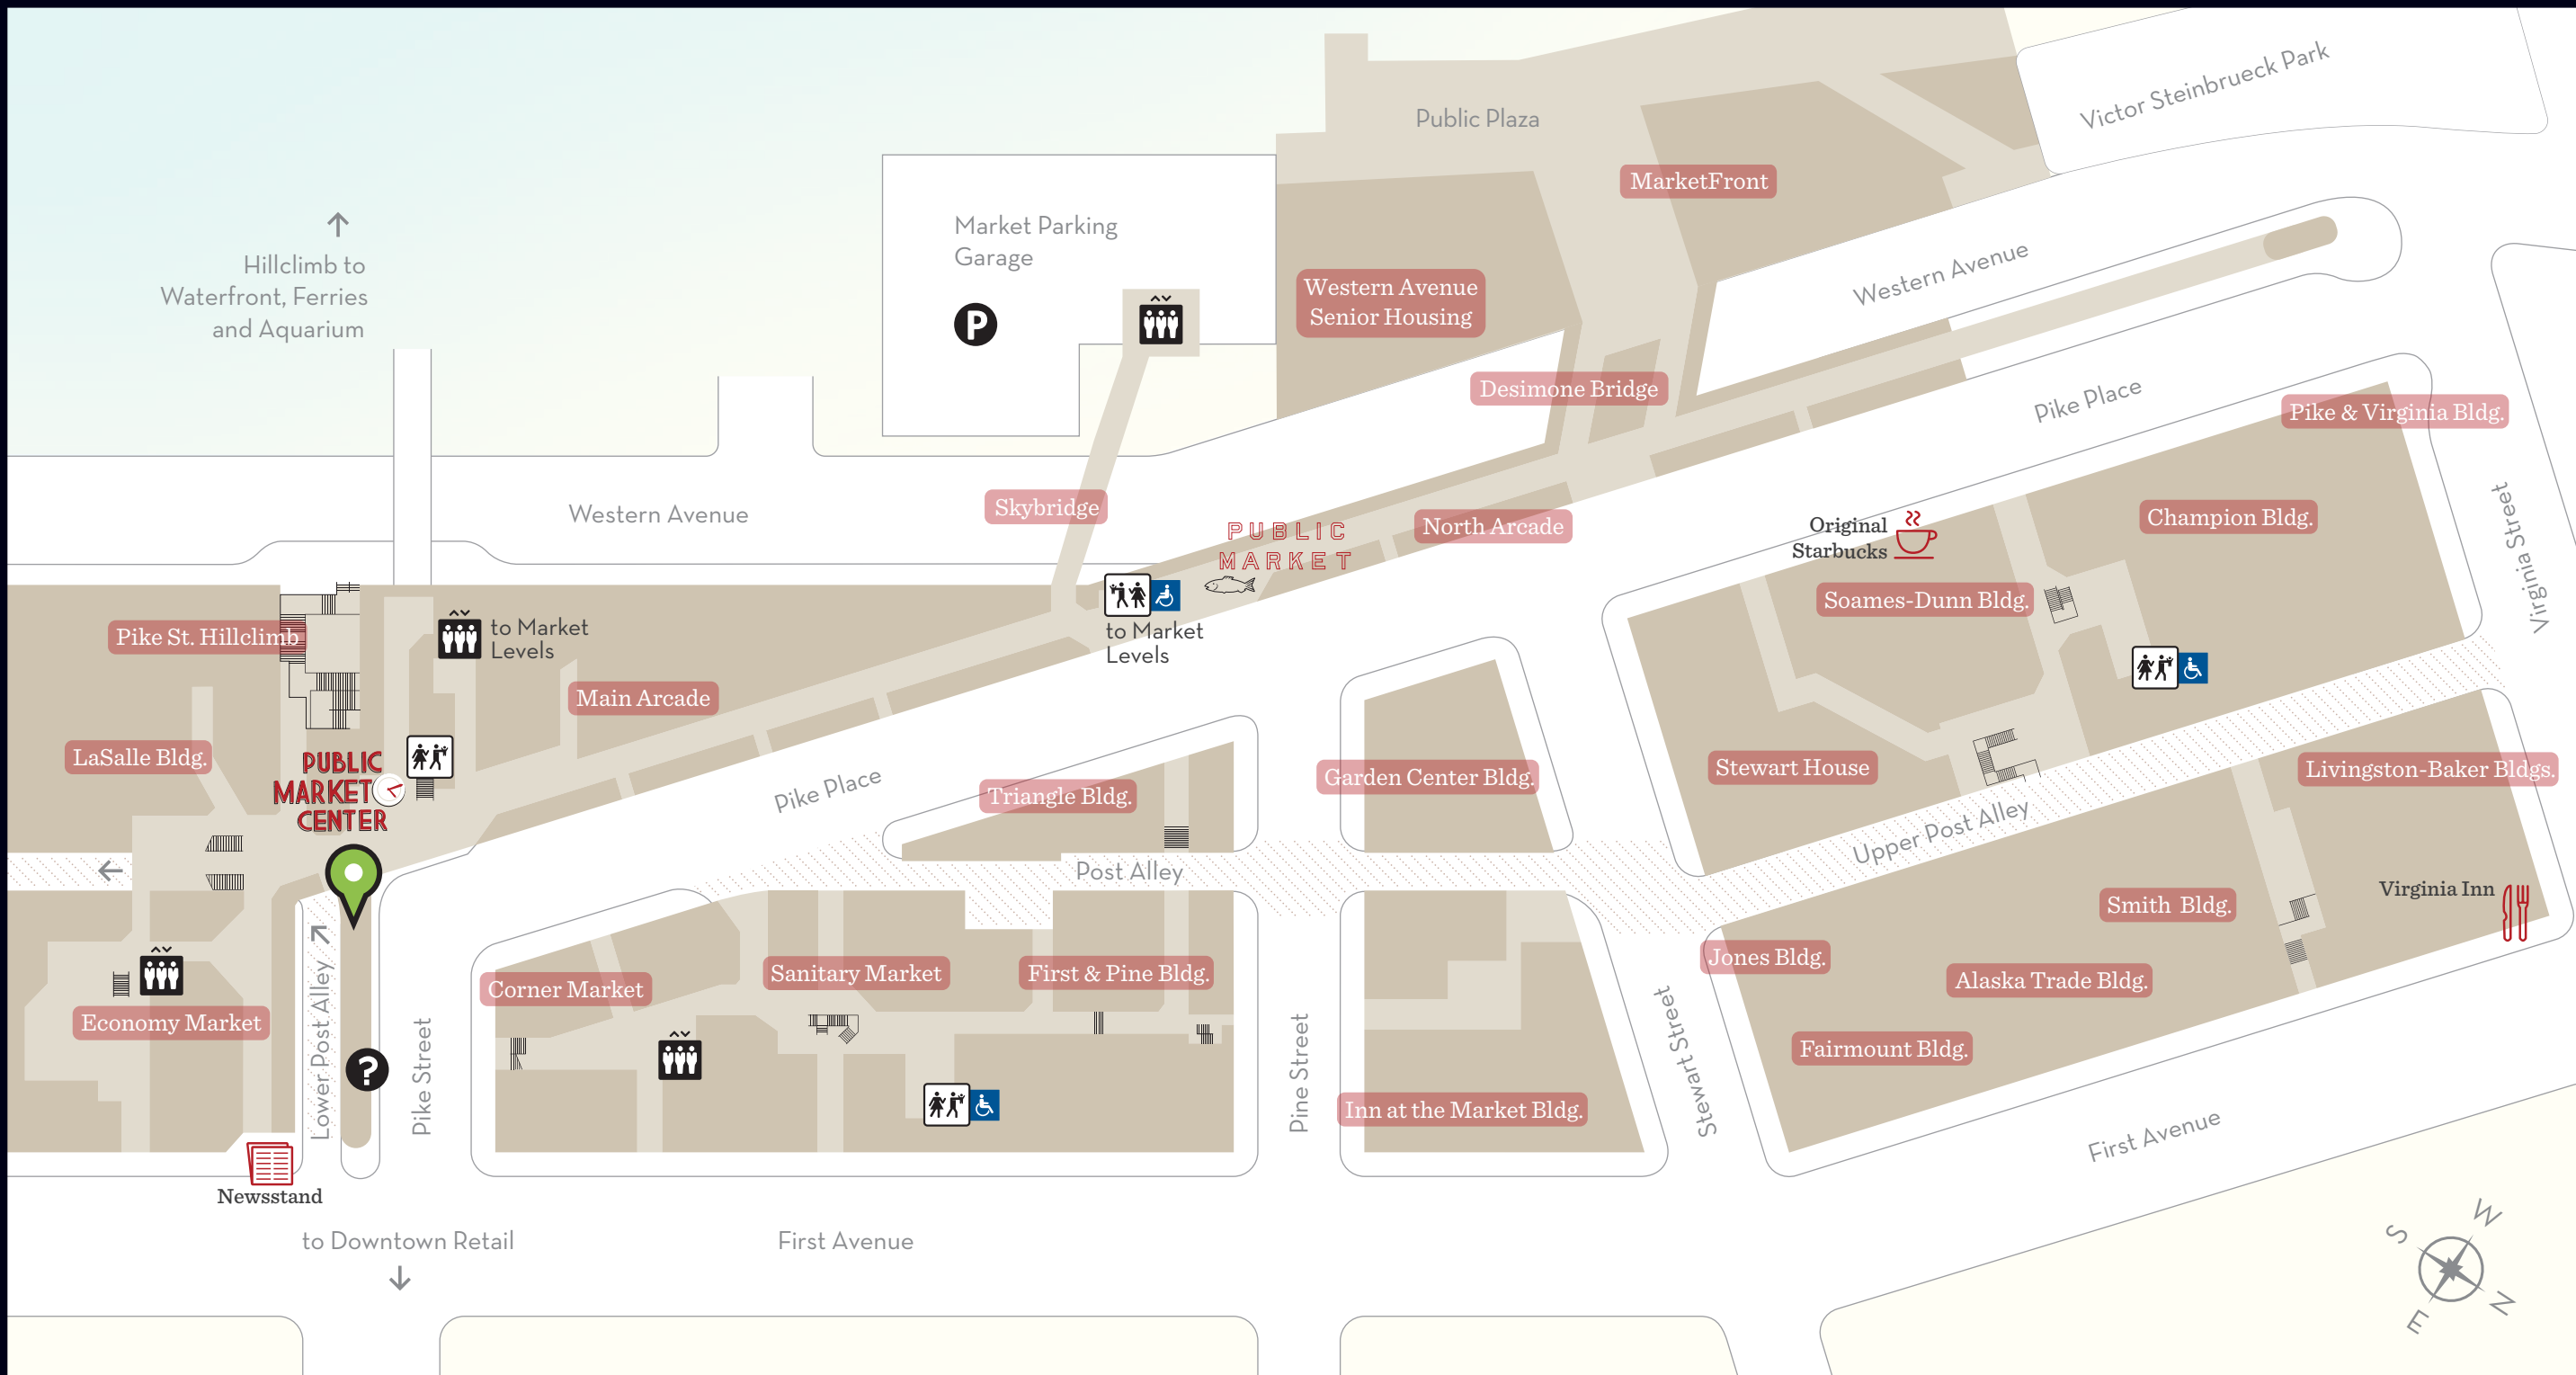 Victor Steinbrueck Park
Public Plaza
MarketFront
Market Parking
Garage
P
Hillclimb to
Waterfront, Ferries
and Aquarium
Western Avenue
Senior Housing
Western Avenue
Desimone Bridge
Pike Place
Pike & Virginia Bldg.
Western Avenue
Skybridge
PUBLIC
MARKET
North Arcade
Original
Starbucks
Champion Bldg.
Virginia Street
Soames-Dunn Bldg.
Pike St. Hillclimb
to Market
Levels
to Market
Levels
Main Arcade
LaSalle Bldg.
PUBLIC
MARKET
CENTER
Pike Place
Triangle Bldg.
Garden Center Bldg.
Stewart House
Livingston-Baker Bldgs.
Upper Post Alley
Post Alley
Virginia Inn
Smith Bldg.
Jones Bldg.
Alaska Trade Bldg.
Corner Market
Sanitary Market
First & Pine Bldg.
Economy Market
Lower Post Alley
?
Pike Street
Pine Street
Stewart Street
Fairmount Bldg.
Inn at the Market Bldg.
First Avenue
Newsstand
to Downtown Retail
First Avenue
S
W
E
N